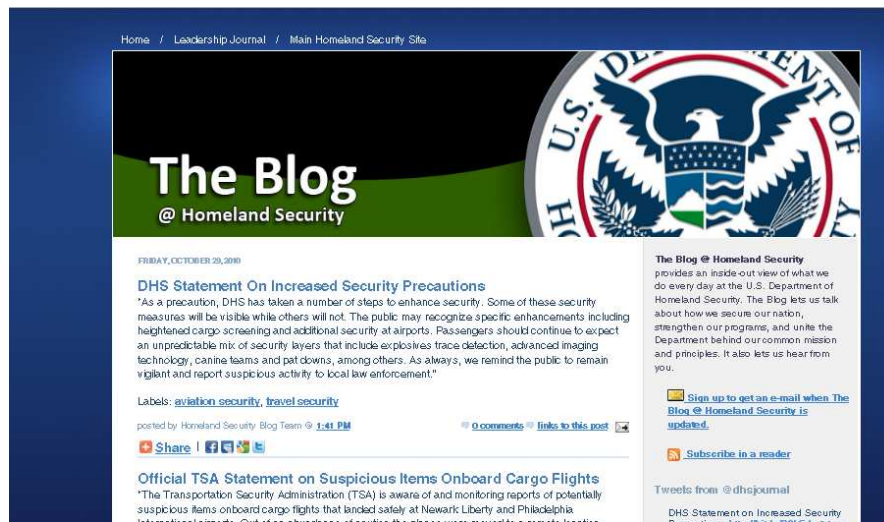 Home / Leadership Journal / Main Homeland Security Site
U.S. DEPARTMENT OF
The Blog
@ Homeland Security
FRIDAY, OCTOBER 29, 2010
DHS Statement On Increased Security Precautions
"As a precaution, DHS has taken a number of steps to enhance security. Some of these security
measures will be visible while others will not. The public may recognize specific enhancements including
heightened cargo screening and additional security at airports. Passengers should continue to expect
an unpredictable mix of security layers that include explosives trace detection, advanced imaging
technology, canine teams and pat downs, among others. As always, we remind the public to remain
vigilant and report suspicious activity to local law enforcement."
Labels: aviation security, travel security
posted by Homeland Security Blog Team @ 1:41 PM
0 comments links to this post
Share |
Official TSA Statement on Suspicious Items Onboard Cargo Flights
"The Transportation Security Administration (TSA) is aware of and monitoring reports of potentially
suspicious items onboard cargo flights that landed safely at Newark Liberty and Philadelphia
The Blog @ Homeland Security
provides an inside-out view of what we
do every day at the U.S. Department of
Homeland Security. The Blog lets us talk
about how we secure our nation,
strengthen our programs, and unite the
Department behind our common mission
and principles. It also lets us hear from
you.
Sign up to get an e-mail when The
Blog @ Homeland Security is
updated.
Subscribe in a reader
Tweets from @dhsjournal
DHS Statement on Increased Security